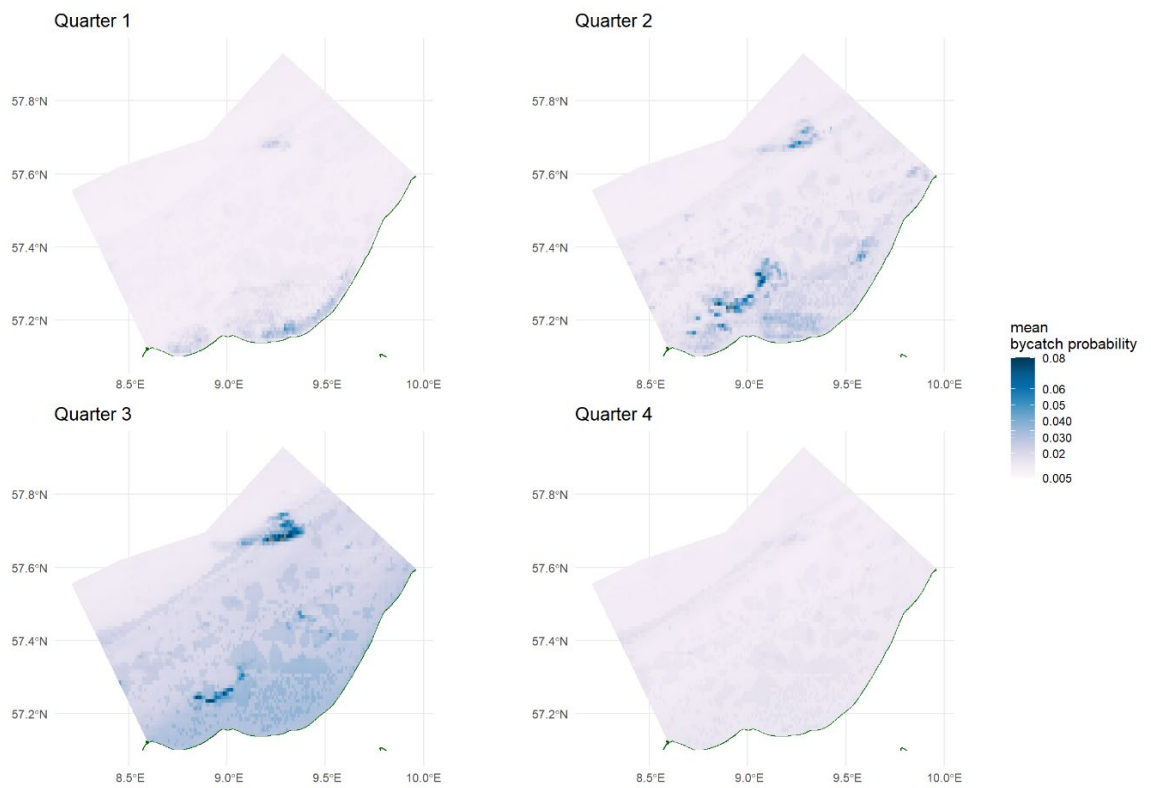 Quarter 1
57.8°N
57.6°N
57.4°N
57.2°N
8.5°E 9.0°E 9.5°E 10.0°E
Quarter 2
57.8°N
57.6°N
57.4°N
57.2°N
8.5°E 9.0°E 9.5°E 10.0°E
Quarter 3
57.8°N
57.6°N
57.4°N
57.2°N
8.5°E 9.0°E 9.5°E 10.0°E
Quarter 4
57.8°N
57.6°N
57.4°N
57.2°N
8.5°E 9.0°E 9.5°E 10.0°E
mean
bycatch probability
0.08
0.06
0.05
0.040
0.030
0.02
0.005